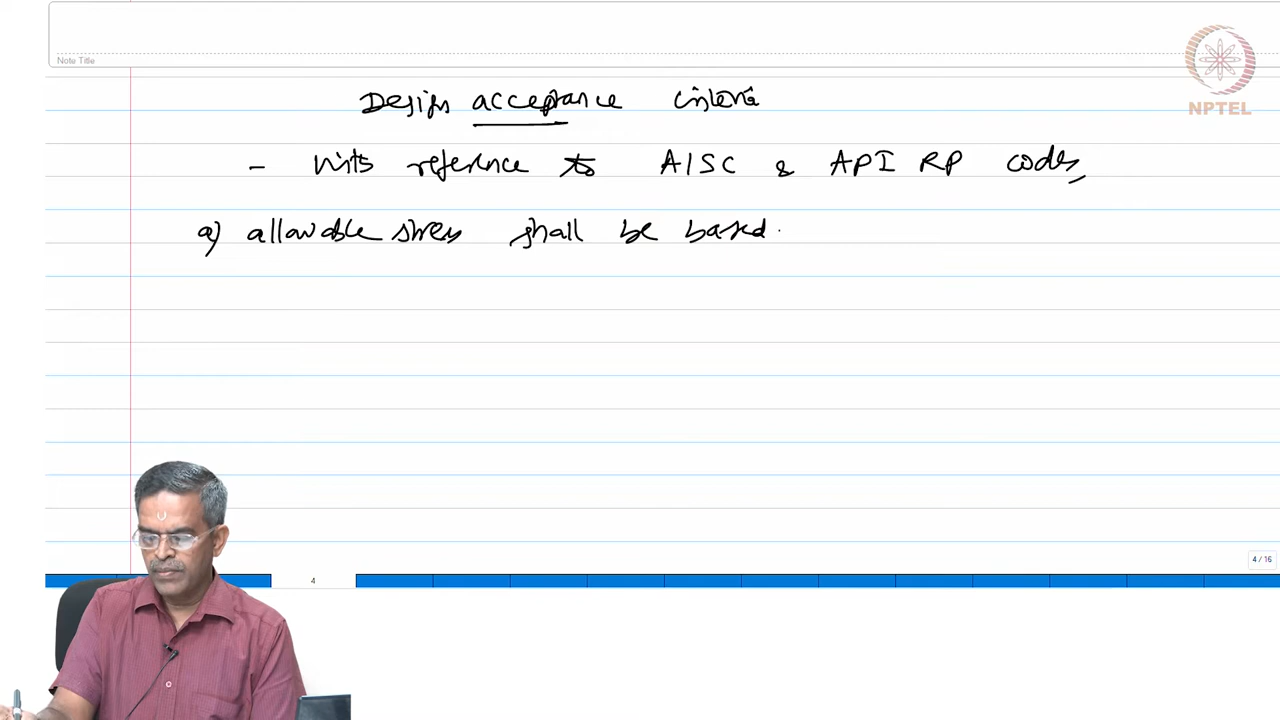 Note Title
NPTEL
Design acceptance criteria
- with reference to AISC & API RP codes,
a) allowable stress shall be based
4 / 16
4